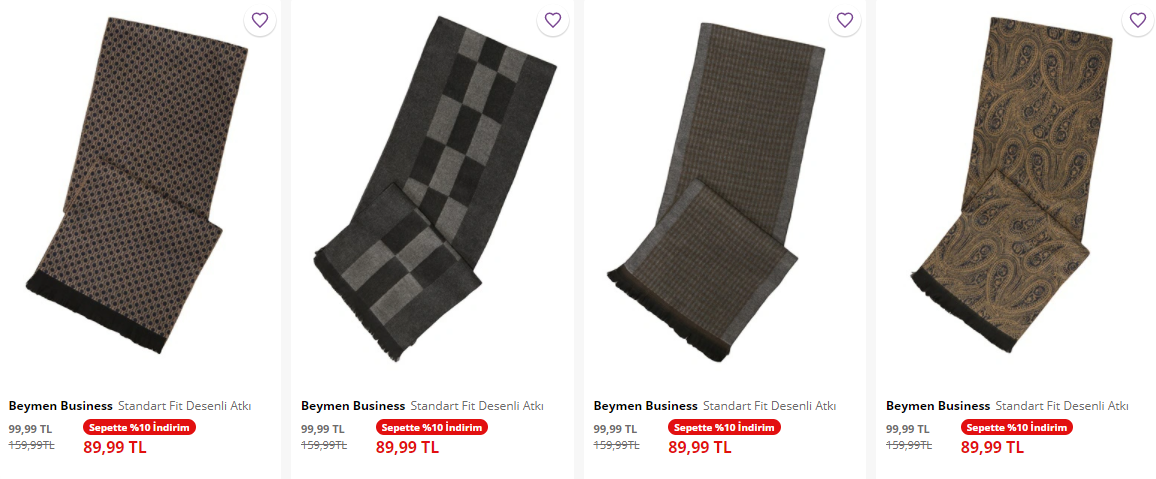 Beymen Business Standart Fit Desenli Atkı
99,99 TL Sepette %10 İndirim
159,99TL 89,99 TL
Beymen Business Standart Fit Desenli Atkı
99,99 TL Sepette %10 İndirim
159,99TL 89,99 TL
Beymen Business Standart Fit Desenli Atkı
99,99 TL Sepette %10 İndirim
159,99TL 89,99 TL
Beymen Business Standart Fit Desenli Atkı
99,99 TL Sepette %10 İndirim
159,99TL 89,99 TL